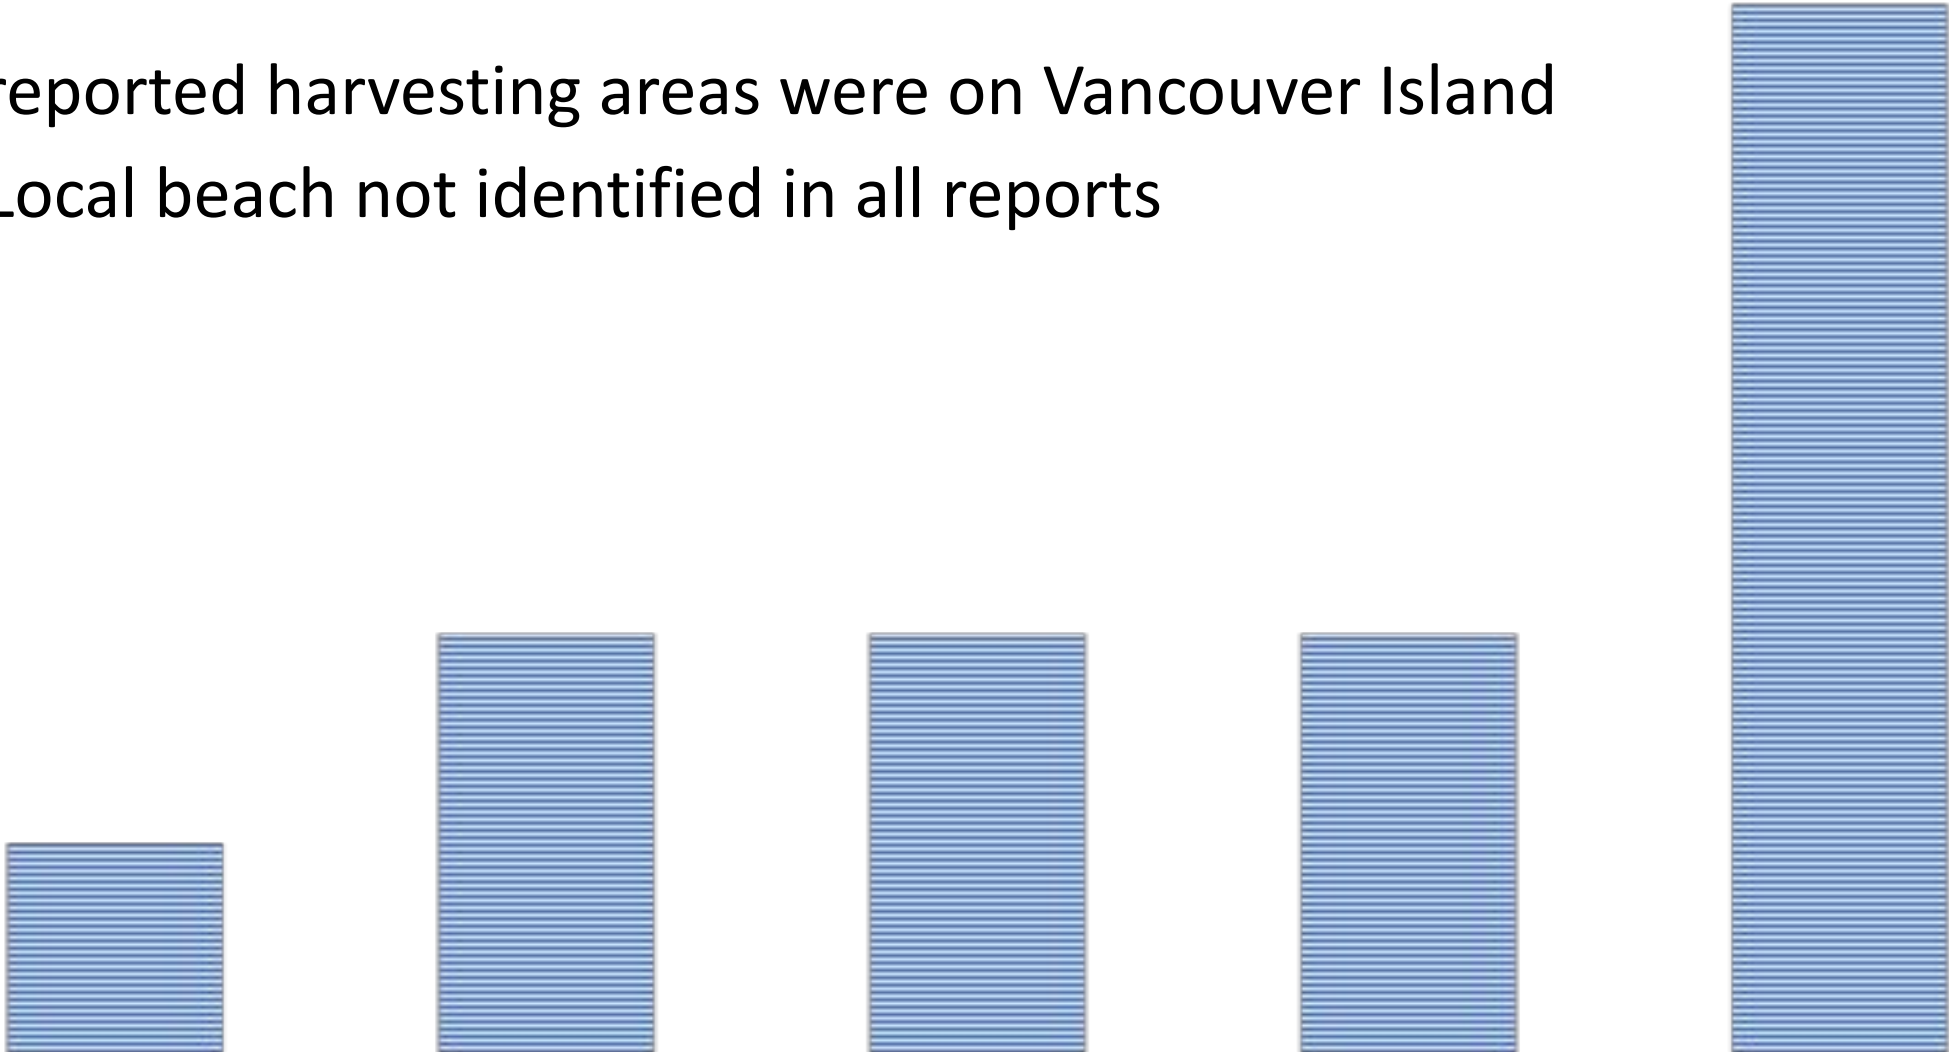 reported harvesting areas were on Vancouver Island
Local beach not identified in all reports